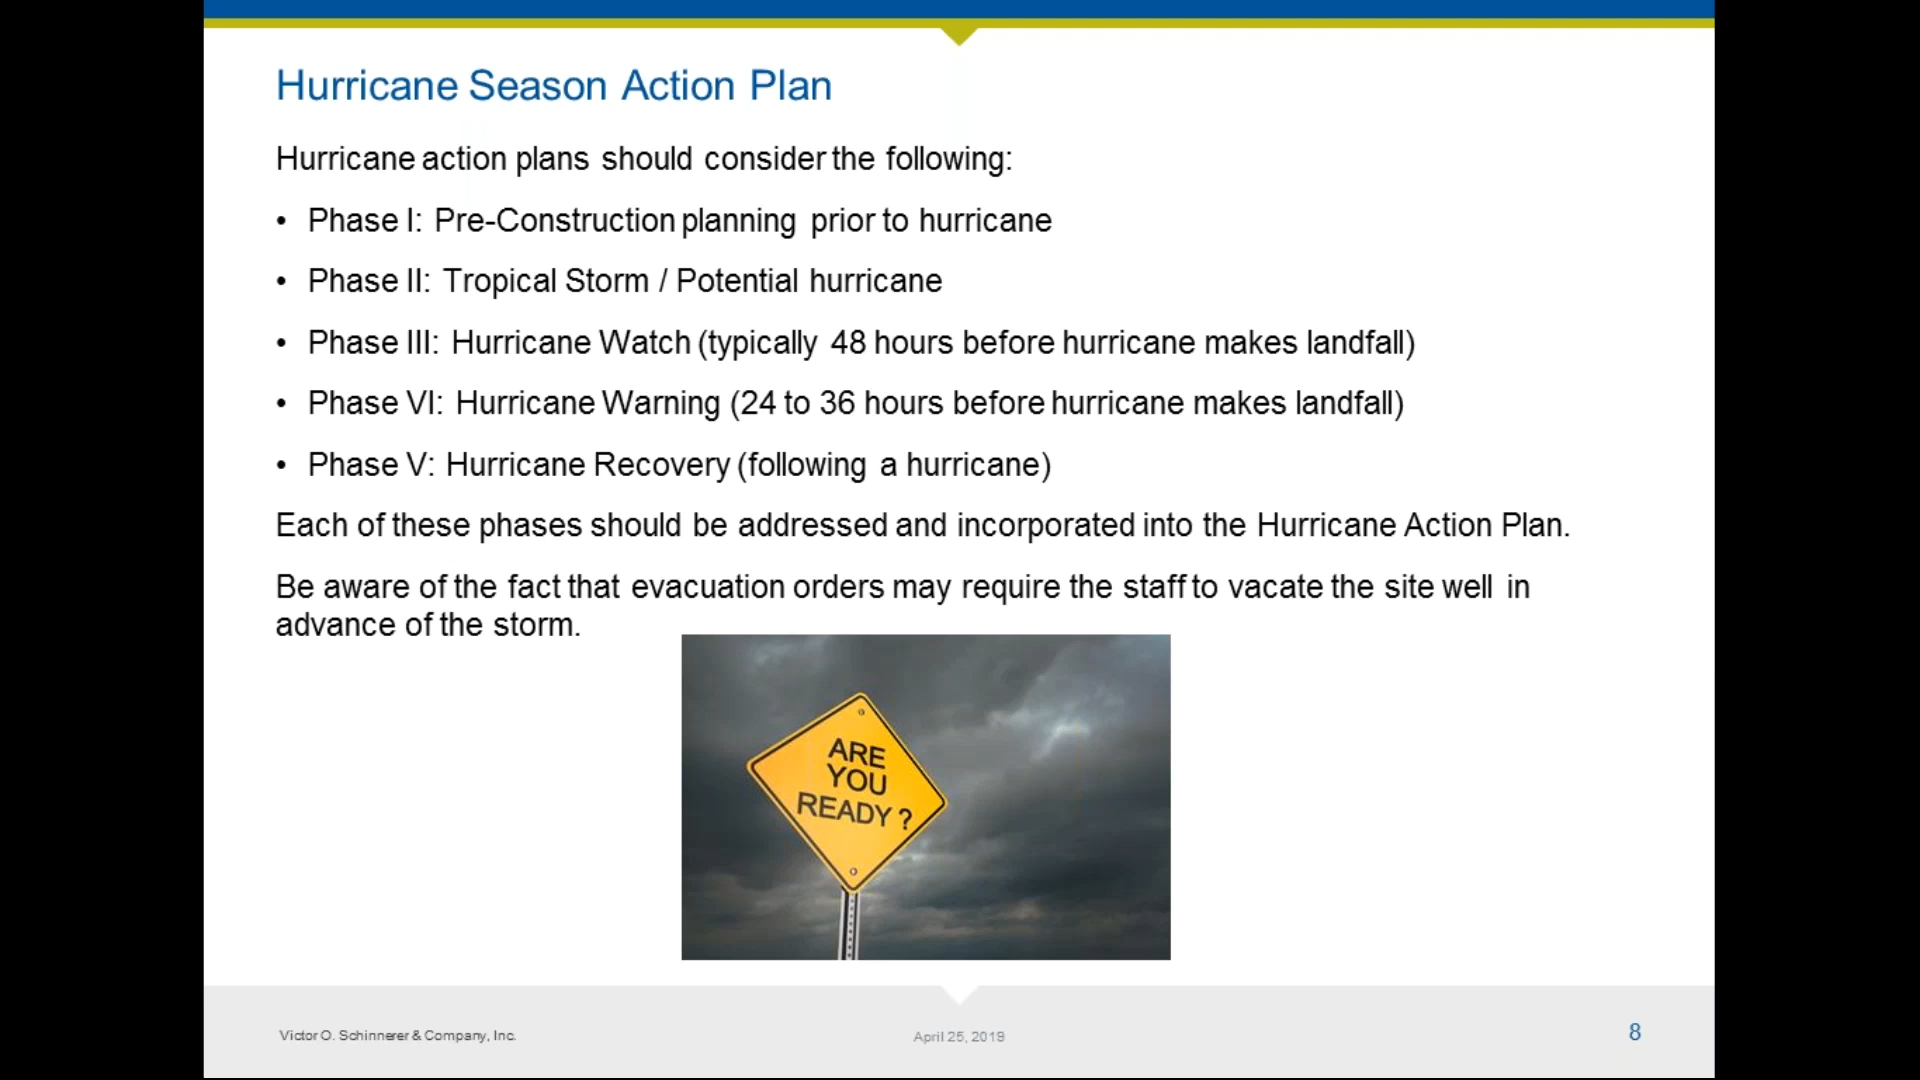 Hurricane Season Action Plan
Hurricane action plans should consider the following:
• Phase I: Pre-Construction planning prior to hurricane
• Phase II: Tropical Storm / Potential hurricane
• Phase III: Hurricane Watch (typically 48 hours before hurricane makes landfall)
• Phase VI: Hurricane Warning (24 to 36 hours before hurricane makes landfall)
• Phase V: Hurricane Recovery (following a hurricane)
Each of these phases should be addressed and incorporated into the Hurricane Action Plan.
Be aware of the fact that evacuation orders may require the staff to vacate the site well in
advance of the storm.
ARE
YOU
READY ?
Victor O. Schinnerer & Company, Inc.
April 25, 2019
8